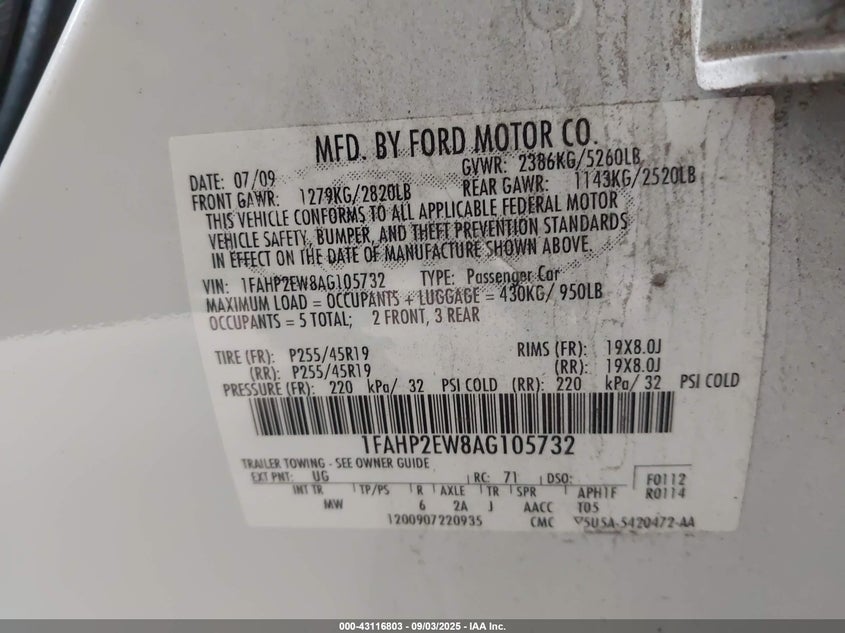 MFD. BY FORD MOTOR CO.
DATE: 07/09 GVWR: 2386KG/5260LB
FRONT GAWR: 1279KG/2820LB REAR GAWR: 1143KG/2520LB
THIS VEHICLE CONFORMS TO ALL APPLICABLE FEDERAL MOTOR
VEHICLE SAFETY, BUMPER, AND THEFT PREVENTION STANDARDS
IN EFFECT ON THE DATE OF MANUFACTURE SHOWN ABOVE.
VIN: 1FAHP2EW8AG105732 TYPE: Passenger Car
MAXIMUM LOAD = OCCUPANTS + LUGGAGE = 430KG/ 950LB
OCCUPANTS = 5 TOTAL; 2 FRONT, 3 REAR
TIRE (FR): P255/45R19 RIMS (FR): 19X8.0J
(RR): P255/45R19 (RR): 19X8.0J
PRESSURE (FR): 220 kPa/ 32 PSI COLD (RR): 220 kPa/ 32 PSI COLD
1FAHP2EW8AG105732
TRAILER TOWING - SEE OWNER GUIDE
EXT PNT: UG RC: 71 DSO: F0112
INT TR TP/PS R AXLE TR SPR APH1F R0114
MW 6 2A J AACC T05
1200907220935 CMC 5U5A-5420472-AA
000-43116803 - 09/03/2025 - IAA Inc.